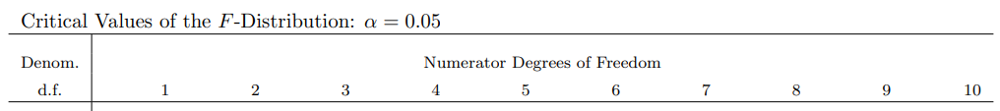 Critical Values of the F-Distribution: α = 0.05
Denom. Numerator Degrees of Freedom
d.f. 1 2 3 4 5 6 7 8 9 10